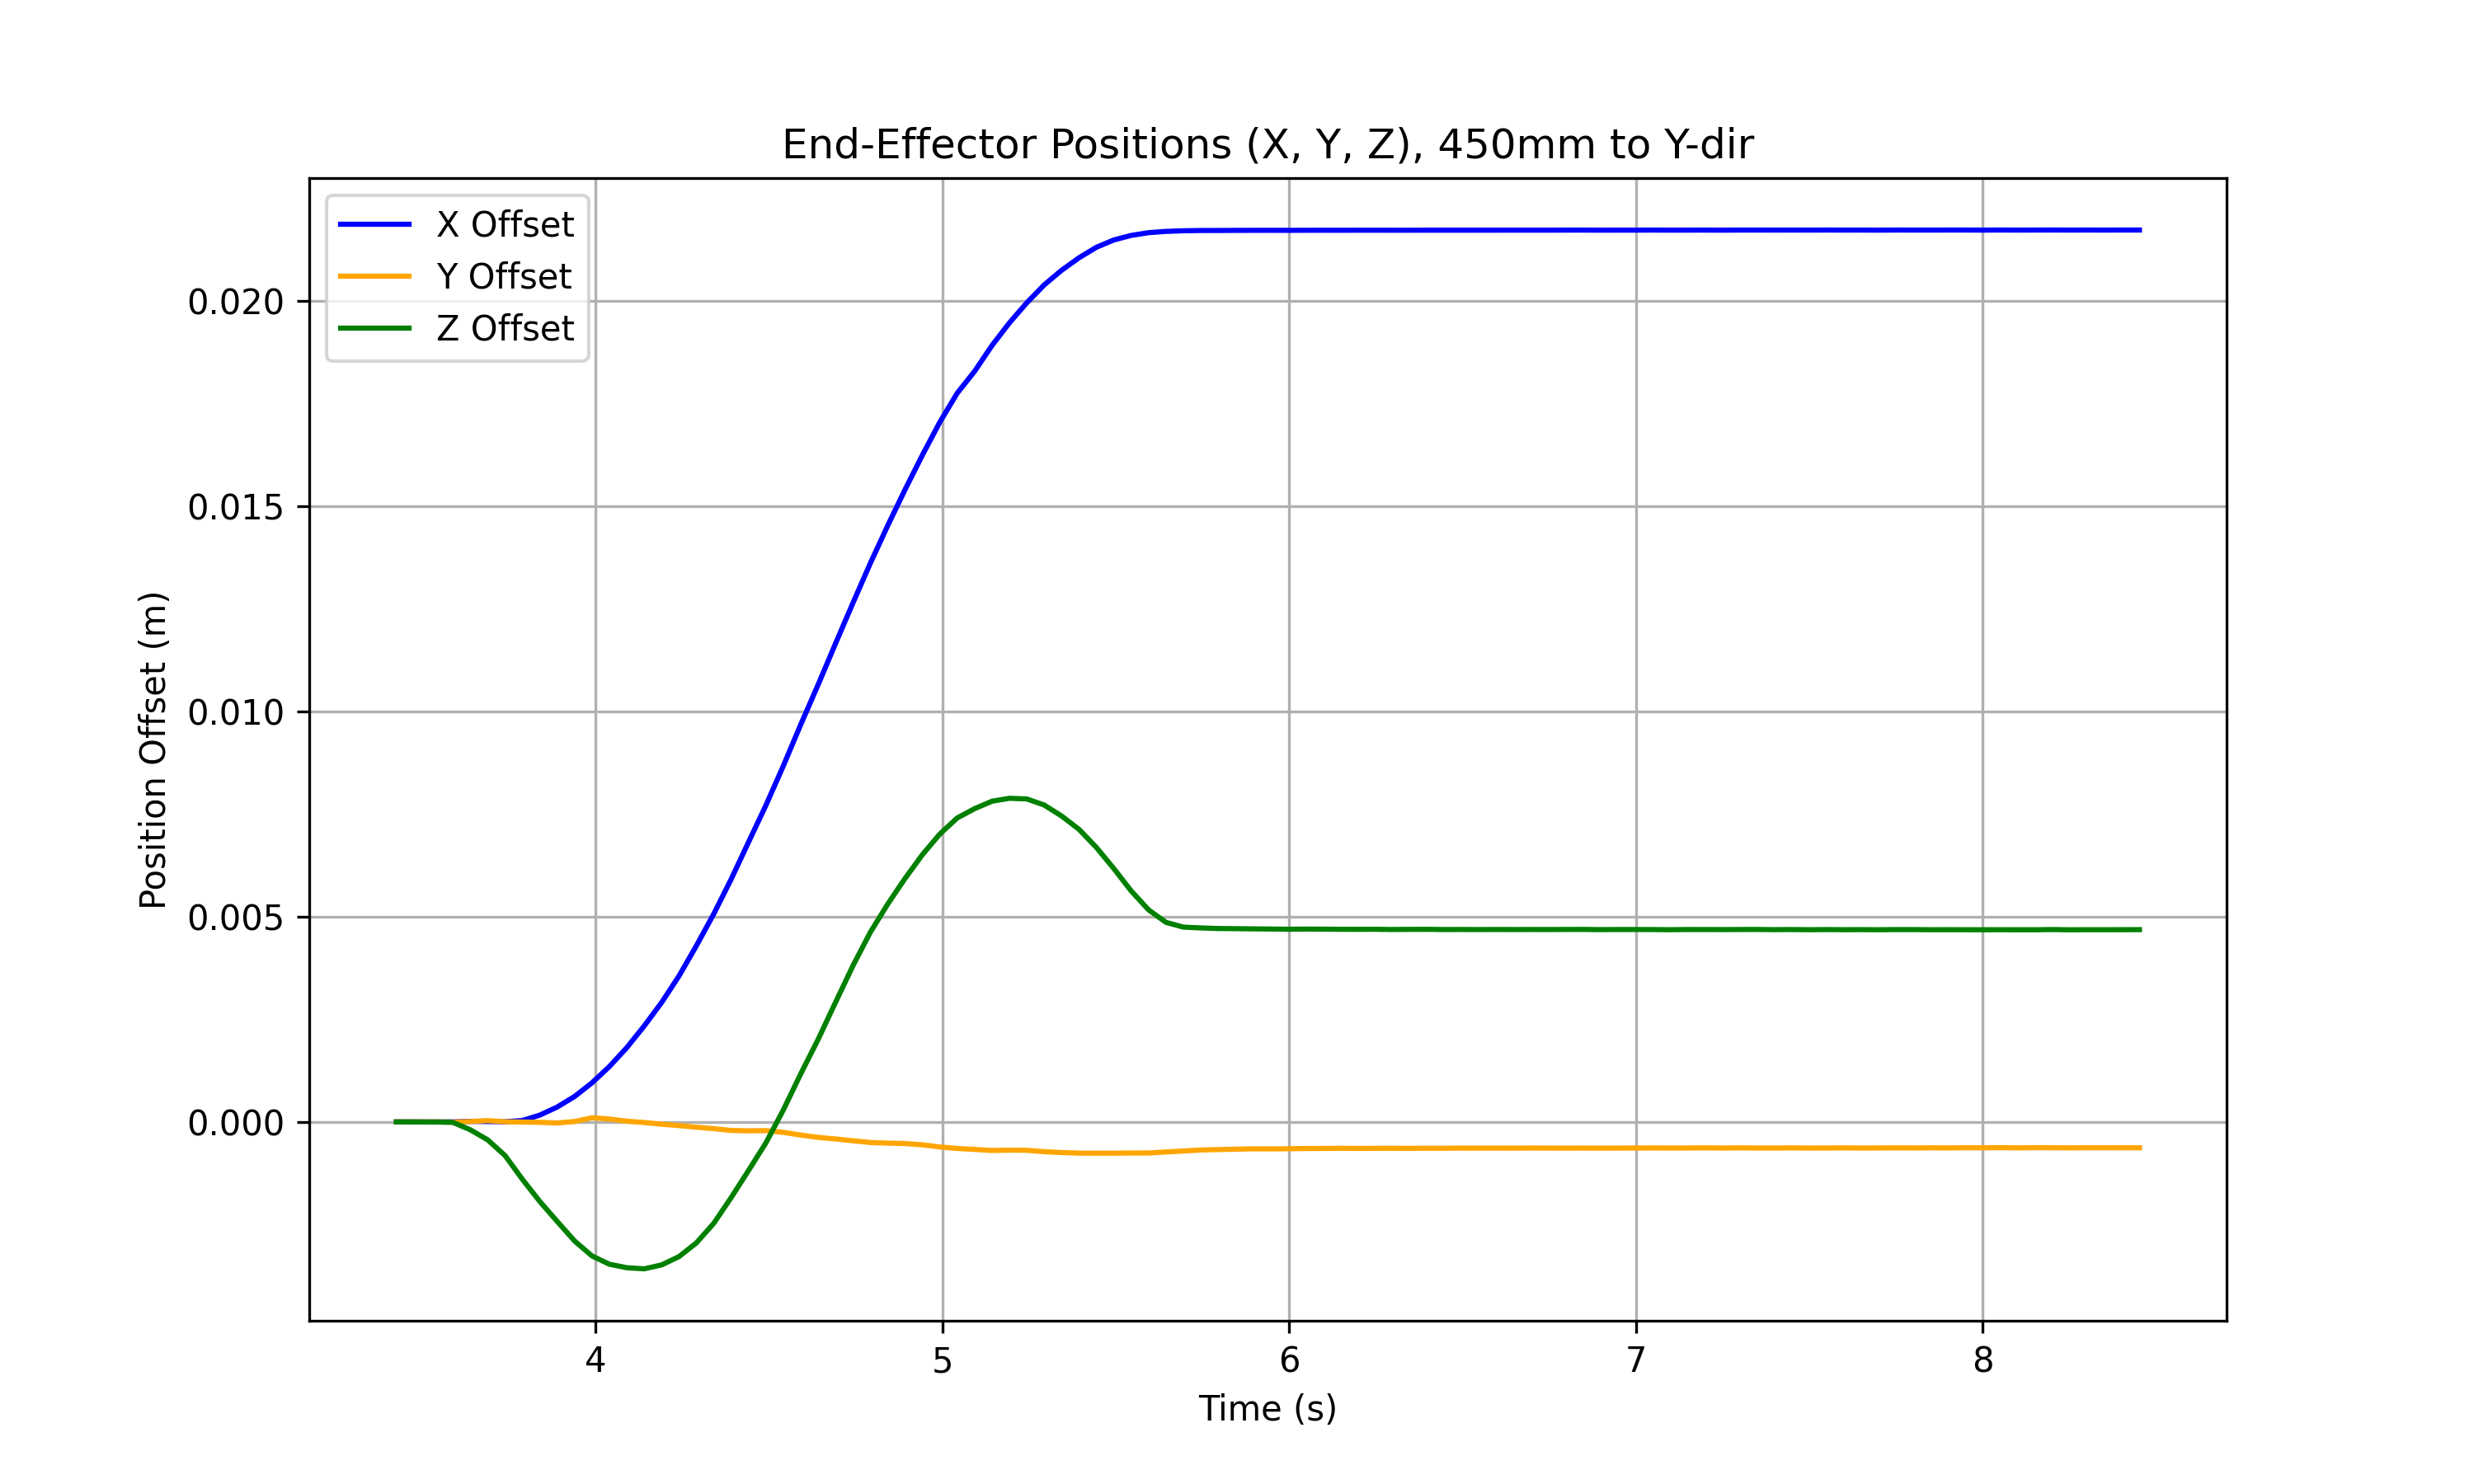 End-Effector Positions (X, Y, Z), 450mm to Y-dir
X Offset
Y Offset
Z Offset
0.020
0.015
0.010
0.005
0.000
Position Offset (m)
4 5 6 7 8
Time (s)